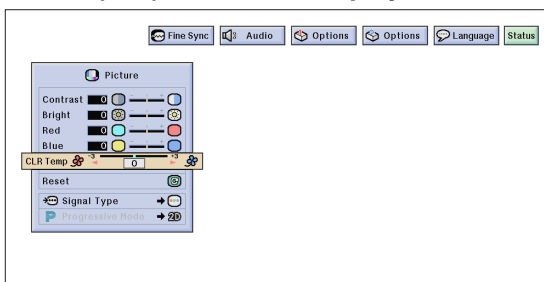 Fine Sync Audio Options Options Language Status
Picture
Contrast 0
Bright 0
Red 0
Blue 0
CLR Temp -3 0 +3
Reset
Signal Type
P Progressive Mode 2D